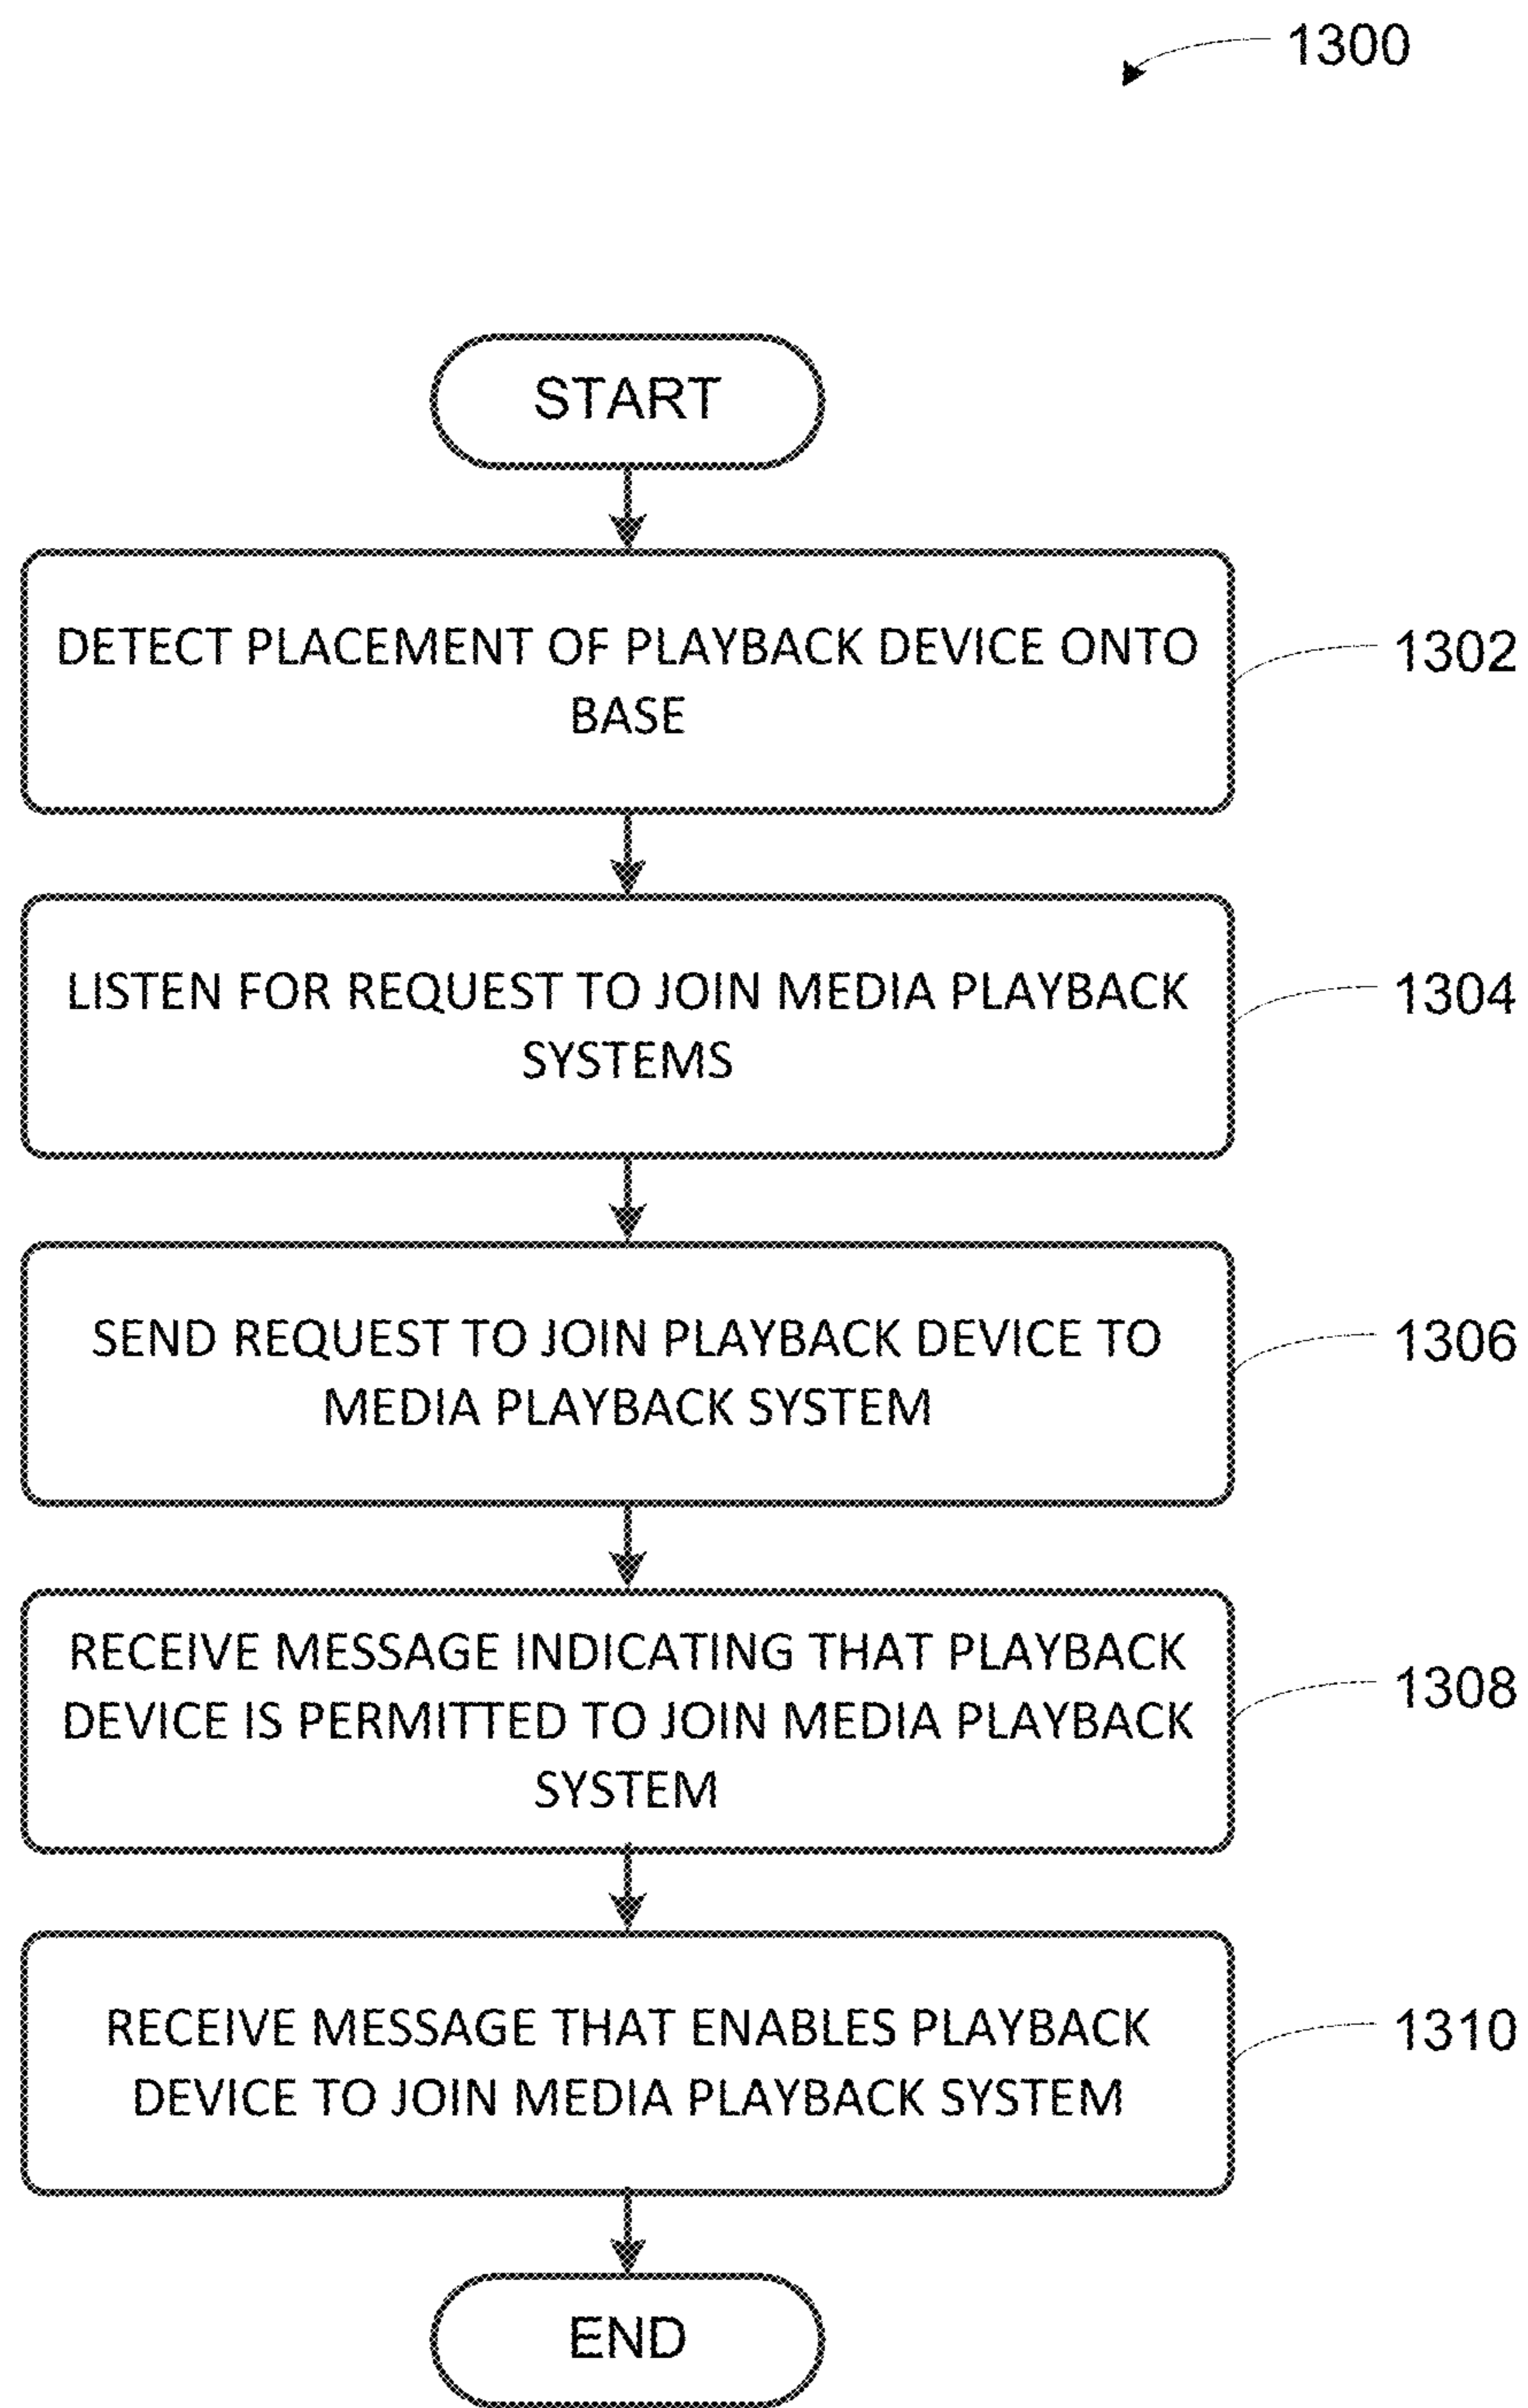 1300
START
DETECT PLACEMENT OF PLAYBACK DEVICE ONTO
BASE
1302
LISTEN FOR REQUEST TO JOIN MEDIA PLAYBACK
SYSTEMS
1304
SEND REQUEST TO JOIN PLAYBACK DEVICE TO
MEDIA PLAYBACK SYSTEM
1306
RECEIVE MESSAGE INDICATING THAT PLAYBACK
DEVICE IS PERMITTED TO JOIN MEDIA PLAYBACK
SYSTEM
1308
RECEIVE MESSAGE THAT ENABLES PLAYBACK
DEVICE TO JOIN MEDIA PLAYBACK SYSTEM
1310
END